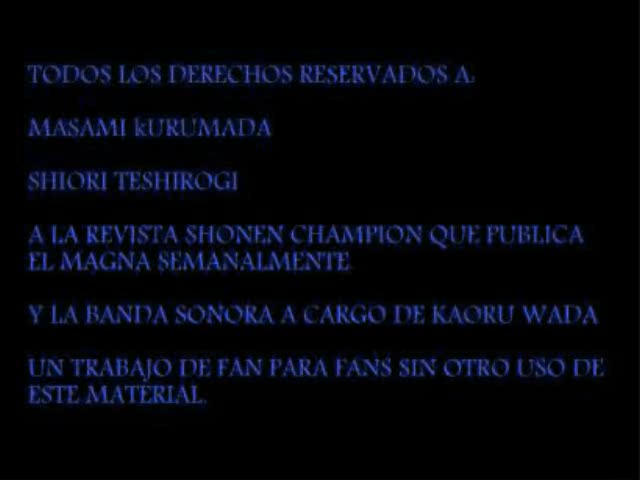 TODOS LOS DERECHOS RESERVADOS A:
MASAMI kURUMADA
SHIORI TESHIROGI
A LA REVISTA SHONEN CHAMPION QUE PUBLICA
EL MAGNA SEMANALMENTE
Y LA BANDA SONORA A CARGO DE KAORU WADA
UN TRABAJO DE FAN PARA FANS SIN OTRO USO DE
ESTE MATERIAL.